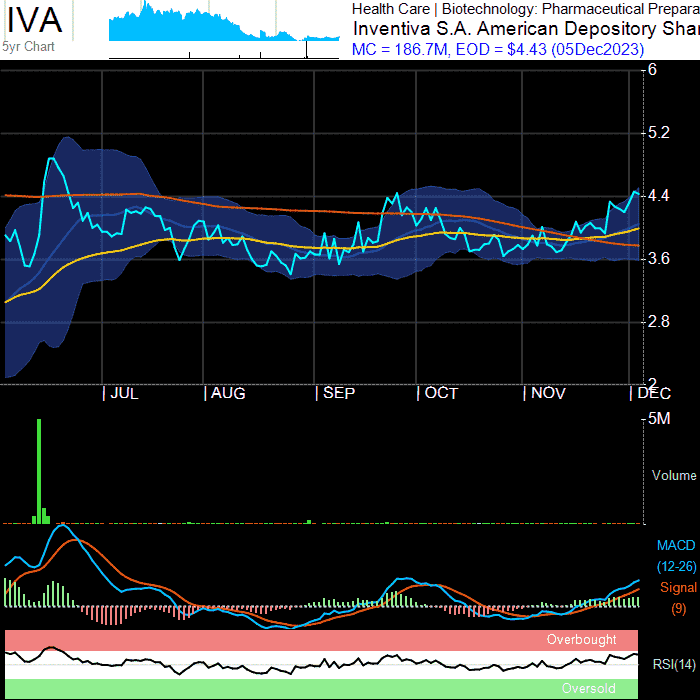 IVA
5yr Chart
Health Care | Biotechnology: Pharmaceutical Prepara
Inventiva S.A. American Depository Shar
MC = 186.7M, EOD = $4.43 (05Dec2023)
6
5.2
4.4
3.6
2.8
2
| JUL | AUG | SEP | OCT | NOV | DEC
5M
Volume
MACD
(12-26)
Signal
(9)
Overbought
RSI(14)
Oversold